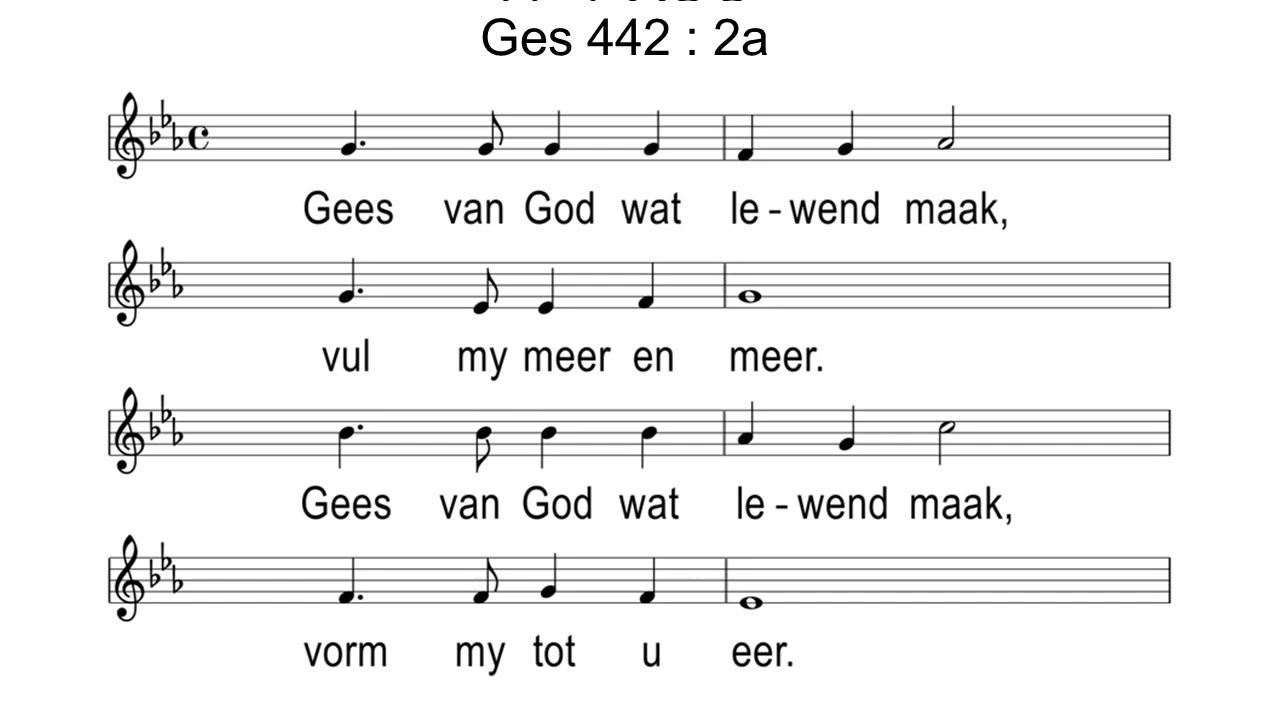 Ges 442 : 2a
Gees van God wat le - wend maak,
vul my meer en meer.
Gees van God wat le - wend maak,
vorm my tot u eer.